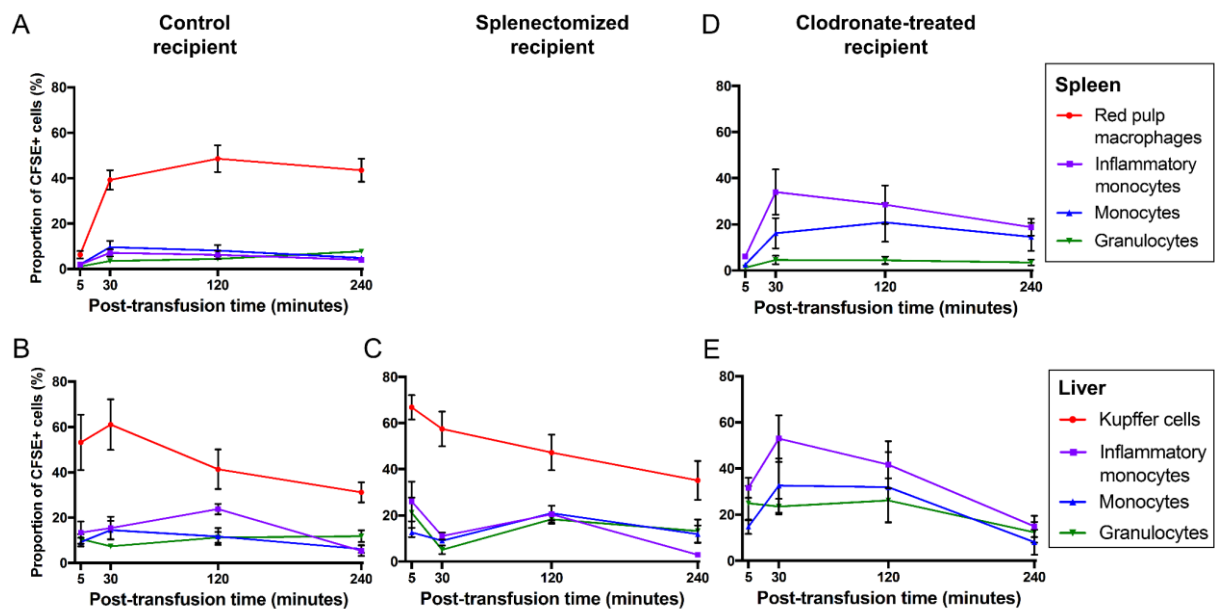 A
Control
recipient
Splenectomized
recipient
D
Clodronate-treated
recipient
Proportion of CFSE+ cells (%)
80
60
40
20
0
5 30 120 240
Post-transfusion time (minutes)
80
60
40
20
0
5 30 120 240
Post-transfusion time (minutes)
Spleen
Red pulp
macrophages
Inflammatory
monocytes
Monocytes
Granulocytes
B
Proportion of CFSE+ cells (%)
80
60
40
20
0
5 30 120 240
Post-transfusion time (minutes)
C
80
60
40
20
0
5 30 120 240
Post-transfusion time (minutes)
E
80
60
40
20
0
5 30 120 240
Post-transfusion time (minutes)
Liver
Kupffer cells
Inflammatory
monocytes
Monocytes
Granulocytes